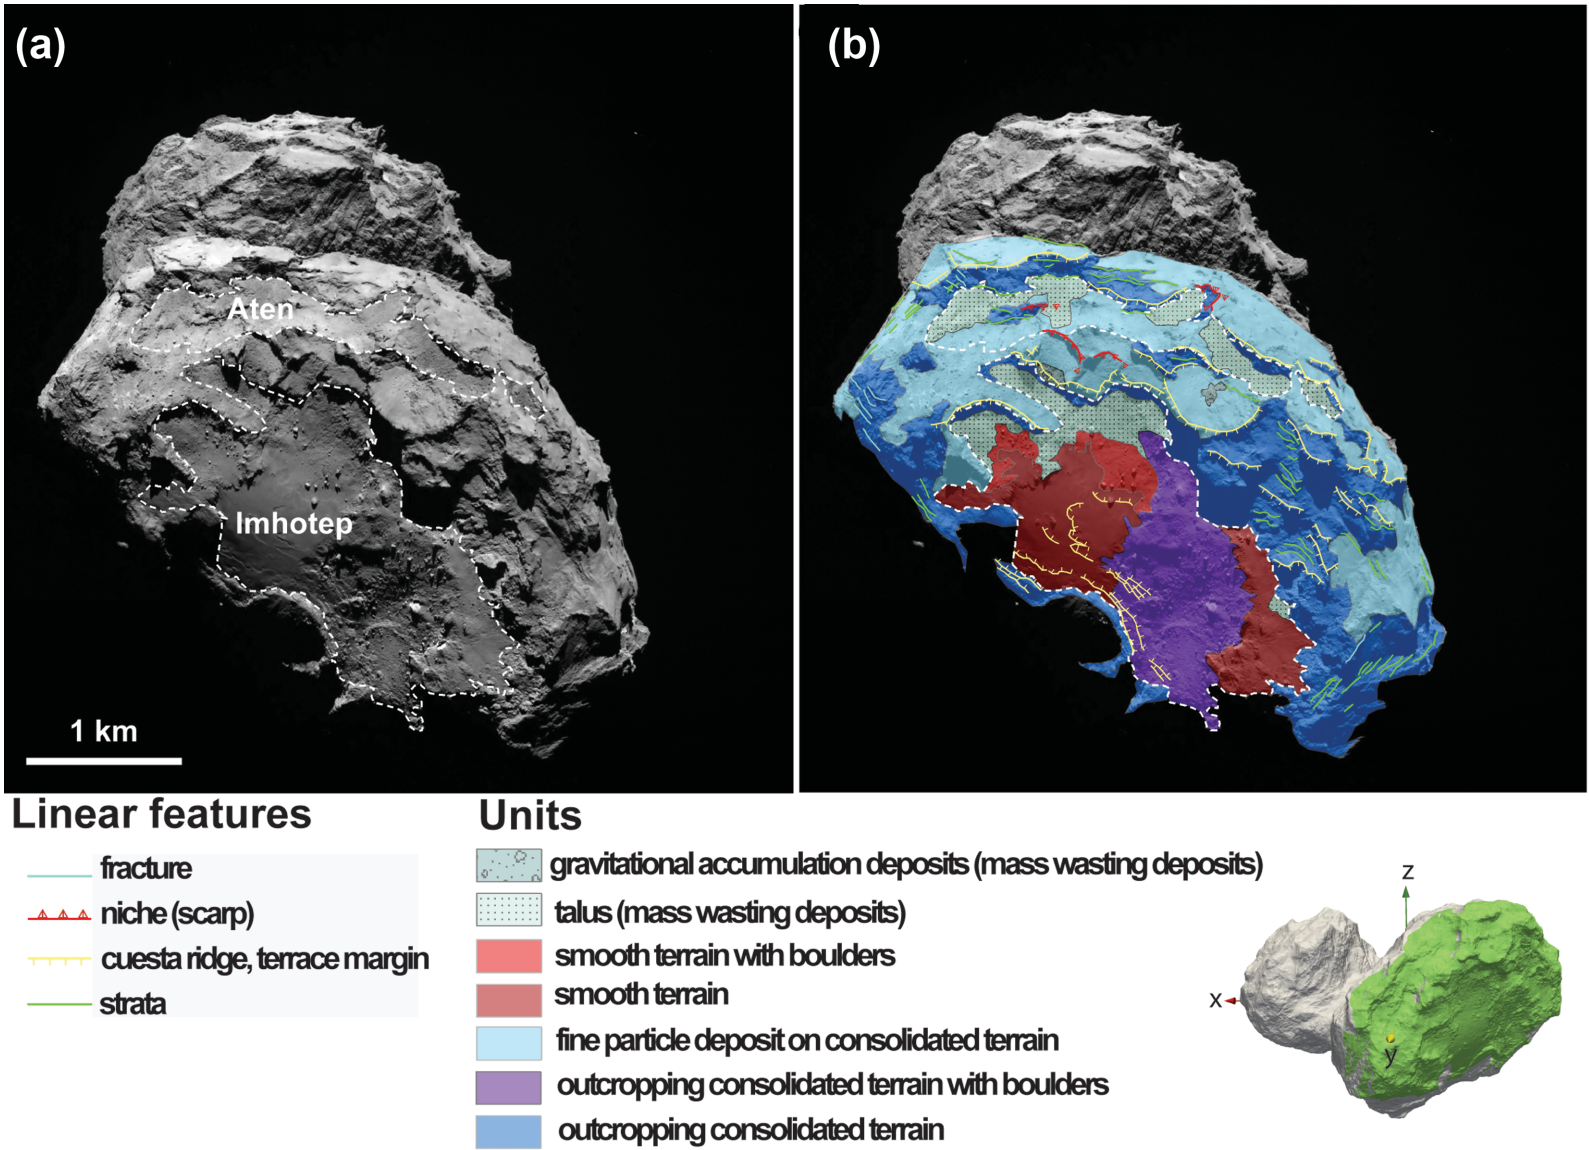 (a)
(b)
Aten
Imhotep
1 km
Linear features
fracture
niche (scarp)
cuesta ridge, terrace margin
strata
Units
gravitational accumulation deposits (mass wasting deposits)
talus (mass wasting deposits)
smooth terrain with boulders
smooth terrain
fine particle deposit on consolidated terrain
outcropping consolidated terrain with boulders
outcropping consolidated terrain
z
x
y